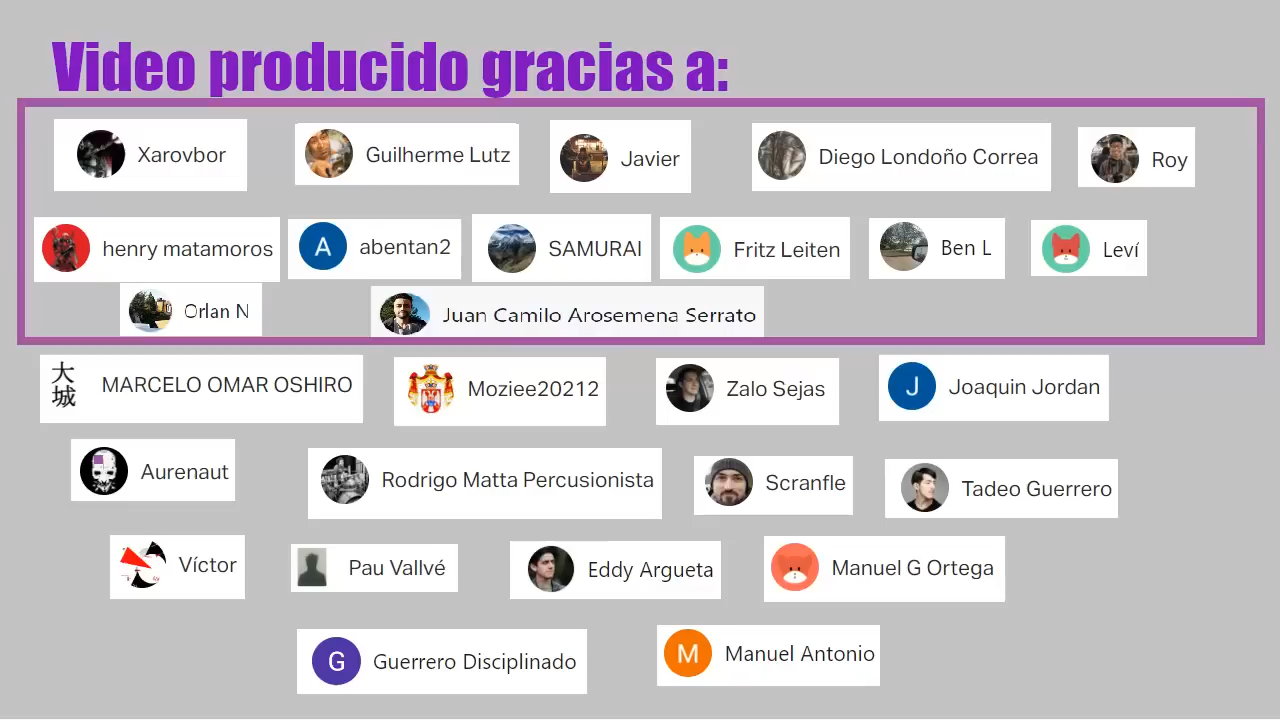 Video producido gracias a:
Xarovbor Guilherme Lutz Javier Diego Londoño Correa Roy
henry matamoros A abentan2 SAMURAI Fritz Leiten Ben L Leví
Orlan N Juan Camilo Arosemena Serrato
大城 MARCELO OMAR OSHIRO Moziee20212 Zalo Sejas J Joaquin Jordan
Aurenaut Rodrigo Matta Percusionista Scranfle Tadeo Guerrero
Víctor Pau Vallvé Eddy Argueta Manuel G Ortega
G Guerrero Disciplinado M Manuel Antonio